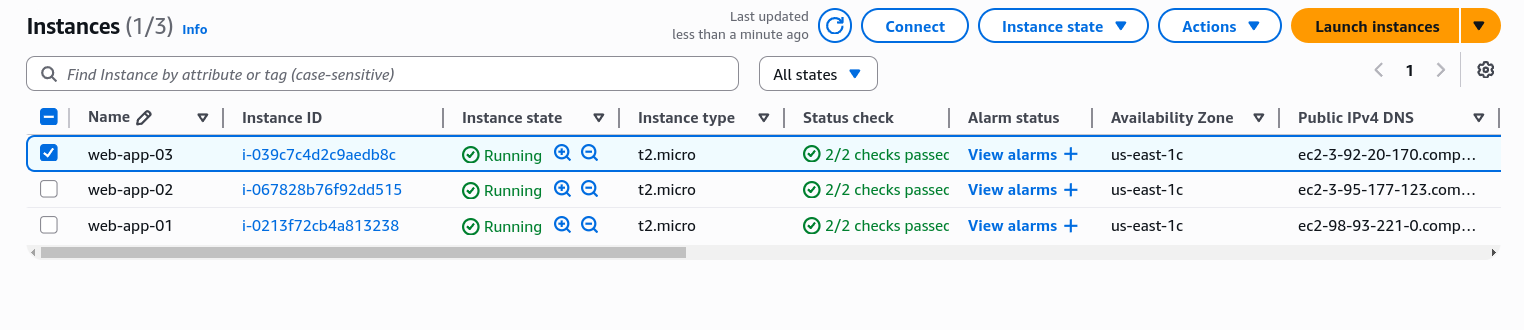 Instances (1/3) Info
Last updated
less than a minute ago
Connect
Instance state
Actions
Launch instances
Find Instance by attribute or tag (case-sensitive)
All states
1
Name Instance ID Instance state Instance type Status check Alarm status Availability Zone Public IPv4 DNS
web-app-03 i-039c7c4d2c9aedb8c Running t2.micro 2/2 checks passec View alarms + us-east-1c ec2-3-92-20-170.comp…
web-app-02 i-067828b76f92dd515 Running t2.micro 2/2 checks passec View alarms + us-east-1c ec2-3-95-177-123.com…
web-app-01 i-0213f72cb4a813238 Running t2.micro 2/2 checks passec View alarms + us-east-1c ec2-98-93-221-0.comp…